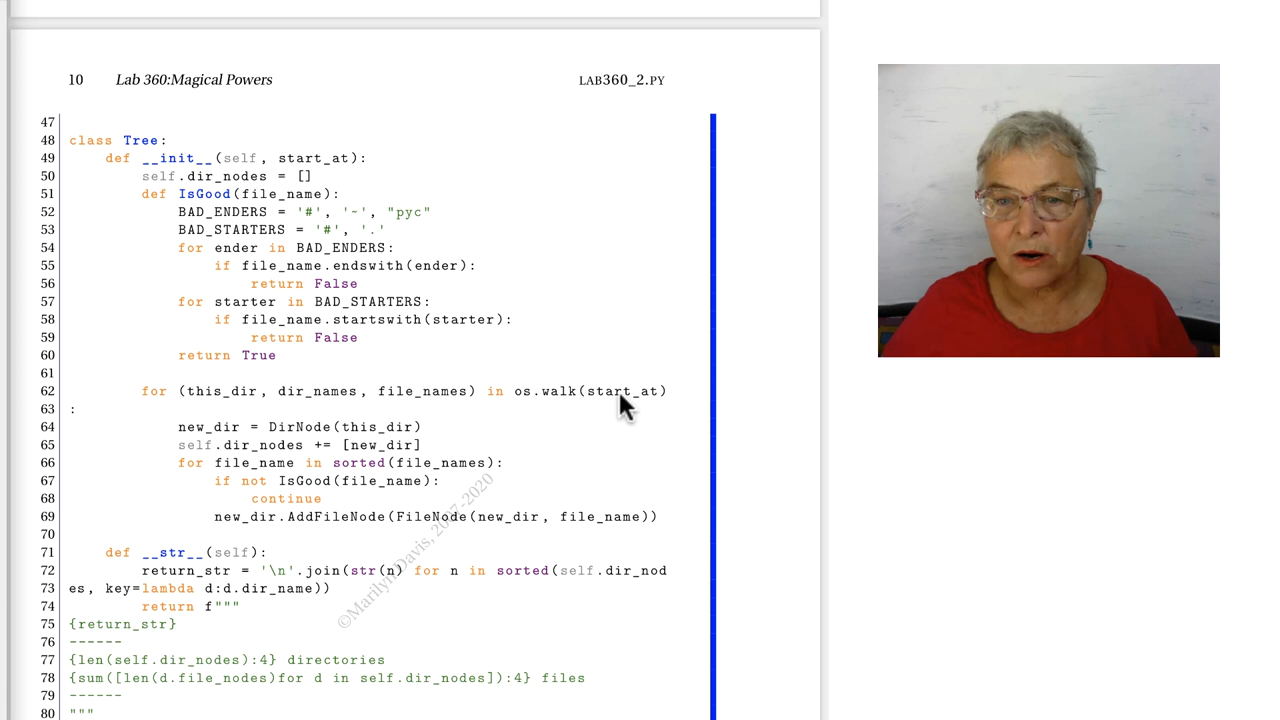 10 Lab 360:Magical Powers LAB360_2.PY
47
48 class Tree:
49     def __init__(self, start_at):
50         self.dir_nodes = []
51         def IsGood(file_name):
52             BAD_ENDERS = '#', '~', "pyc"
53             BAD_STARTERS = '#', '.'
54             for ender in BAD_ENDERS:
55                 if file_name.endswith(ender):
56                     return False
57             for starter in BAD_STARTERS:
58                 if file_name.startswith(starter):
59                     return False
60             return True
61
62         for (this_dir, dir_names, file_names) in os.walk(start_at)
63 :
64             new_dir = DirNode(this_dir)
65             self.dir_nodes += [new_dir]
66             for file_name in sorted(file_names):
67                 if not IsGood(file_name):
68                     continue
69                 new_dir.AddFileNode(FileNode(new_dir, file_name))
70
71     def __str__(self):
72         return_str = '\n'.join(str(n) for n in sorted(self.dir_nod
73 es, key=lambda d:d.dir_name))
74         return f"""
75 {return_str}
76 ------
77 {len(self.dir_nodes):4} directories
78 {sum([len(d.file_nodes)for d in self.dir_nodes]):4} files
79 ------
80 """
©Marilyn Davis, 2007-2020